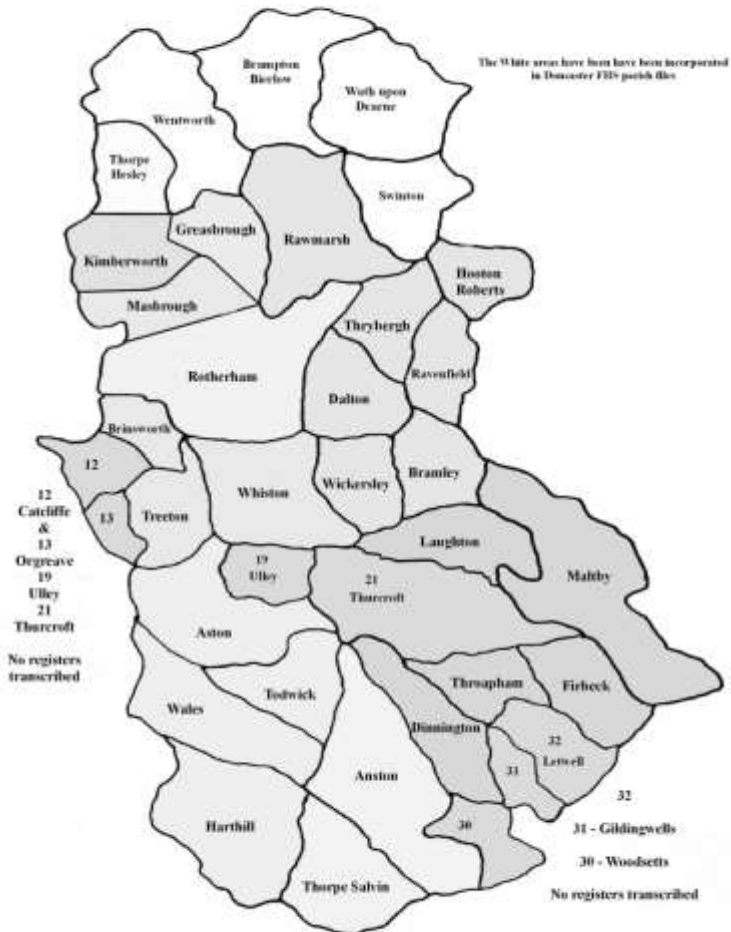 The White areas have been have been incorporated
in Doncaster FHS parish files
Brampton
Bierlow
Wath upon
Dearne
Wentworth
Thorpe
Hesley
Swinton
Greasbrough
Rawmarsh
Kimberworth
Hooton
Roberts
Masbrough
Thrybergh
Rotherham
Ravenfield
Dalton
Brinsworth
12
Whiston
Wickersley
Bramley
12
Catcliffe
&
13
Orgreave
19
Ulley
21
Thurcroft
No registers
transcribed
13
Treeton
Laughton
19
Ulley
21
Thurcroft
Maltby
Aston
Throapham
Firbeck
Todwick
Wales
Dinnington
32
Letwell
31
Anston
32
31 - Gildingwells
30 - Woodsetts
No registers transcribed
30
Harthill
Thorpe Salvin